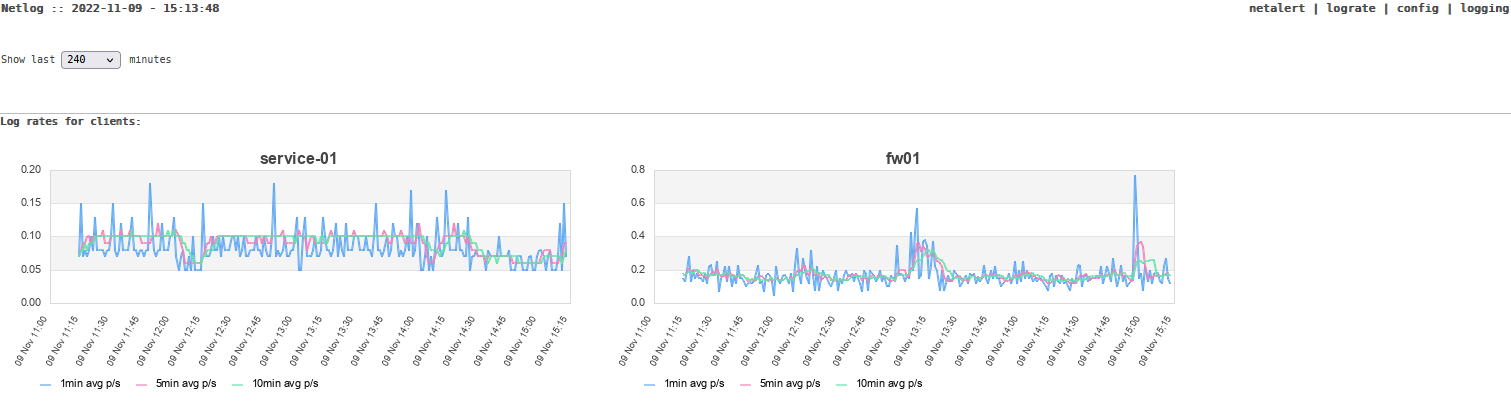 Netlog :: 2022-11-09 - 15:13:48
netalert | lograte | config | logging
Show last 240 minutes
Log rates for clients:
service-01
0.20
0.15
0.10
0.05
0.00
09 Nov 11:00
09 Nov 11:15
09 Nov 11:30
09 Nov 11:45
09 Nov 12:00
09 Nov 12:15
09 Nov 12:30
09 Nov 12:45
09 Nov 13:00
09 Nov 13:15
09 Nov 13:30
09 Nov 13:45
09 Nov 14:00
09 Nov 14:15
09 Nov 14:30
09 Nov 14:45
09 Nov 15:00
09 Nov 15:15
1min avg p/s 5min avg p/s 10min avg p/s
fw01
0.8
0.6
0.4
0.2
0.0
09 Nov 11:00
09 Nov 11:15
09 Nov 11:30
09 Nov 11:45
09 Nov 12:00
09 Nov 12:15
09 Nov 12:30
09 Nov 12:45
09 Nov 13:00
09 Nov 13:15
09 Nov 13:30
09 Nov 13:45
09 Nov 14:00
09 Nov 14:15
09 Nov 14:30
09 Nov 14:45
09 Nov 15:00
09 Nov 15:15
1min avg p/s 5min avg p/s 10min avg p/s